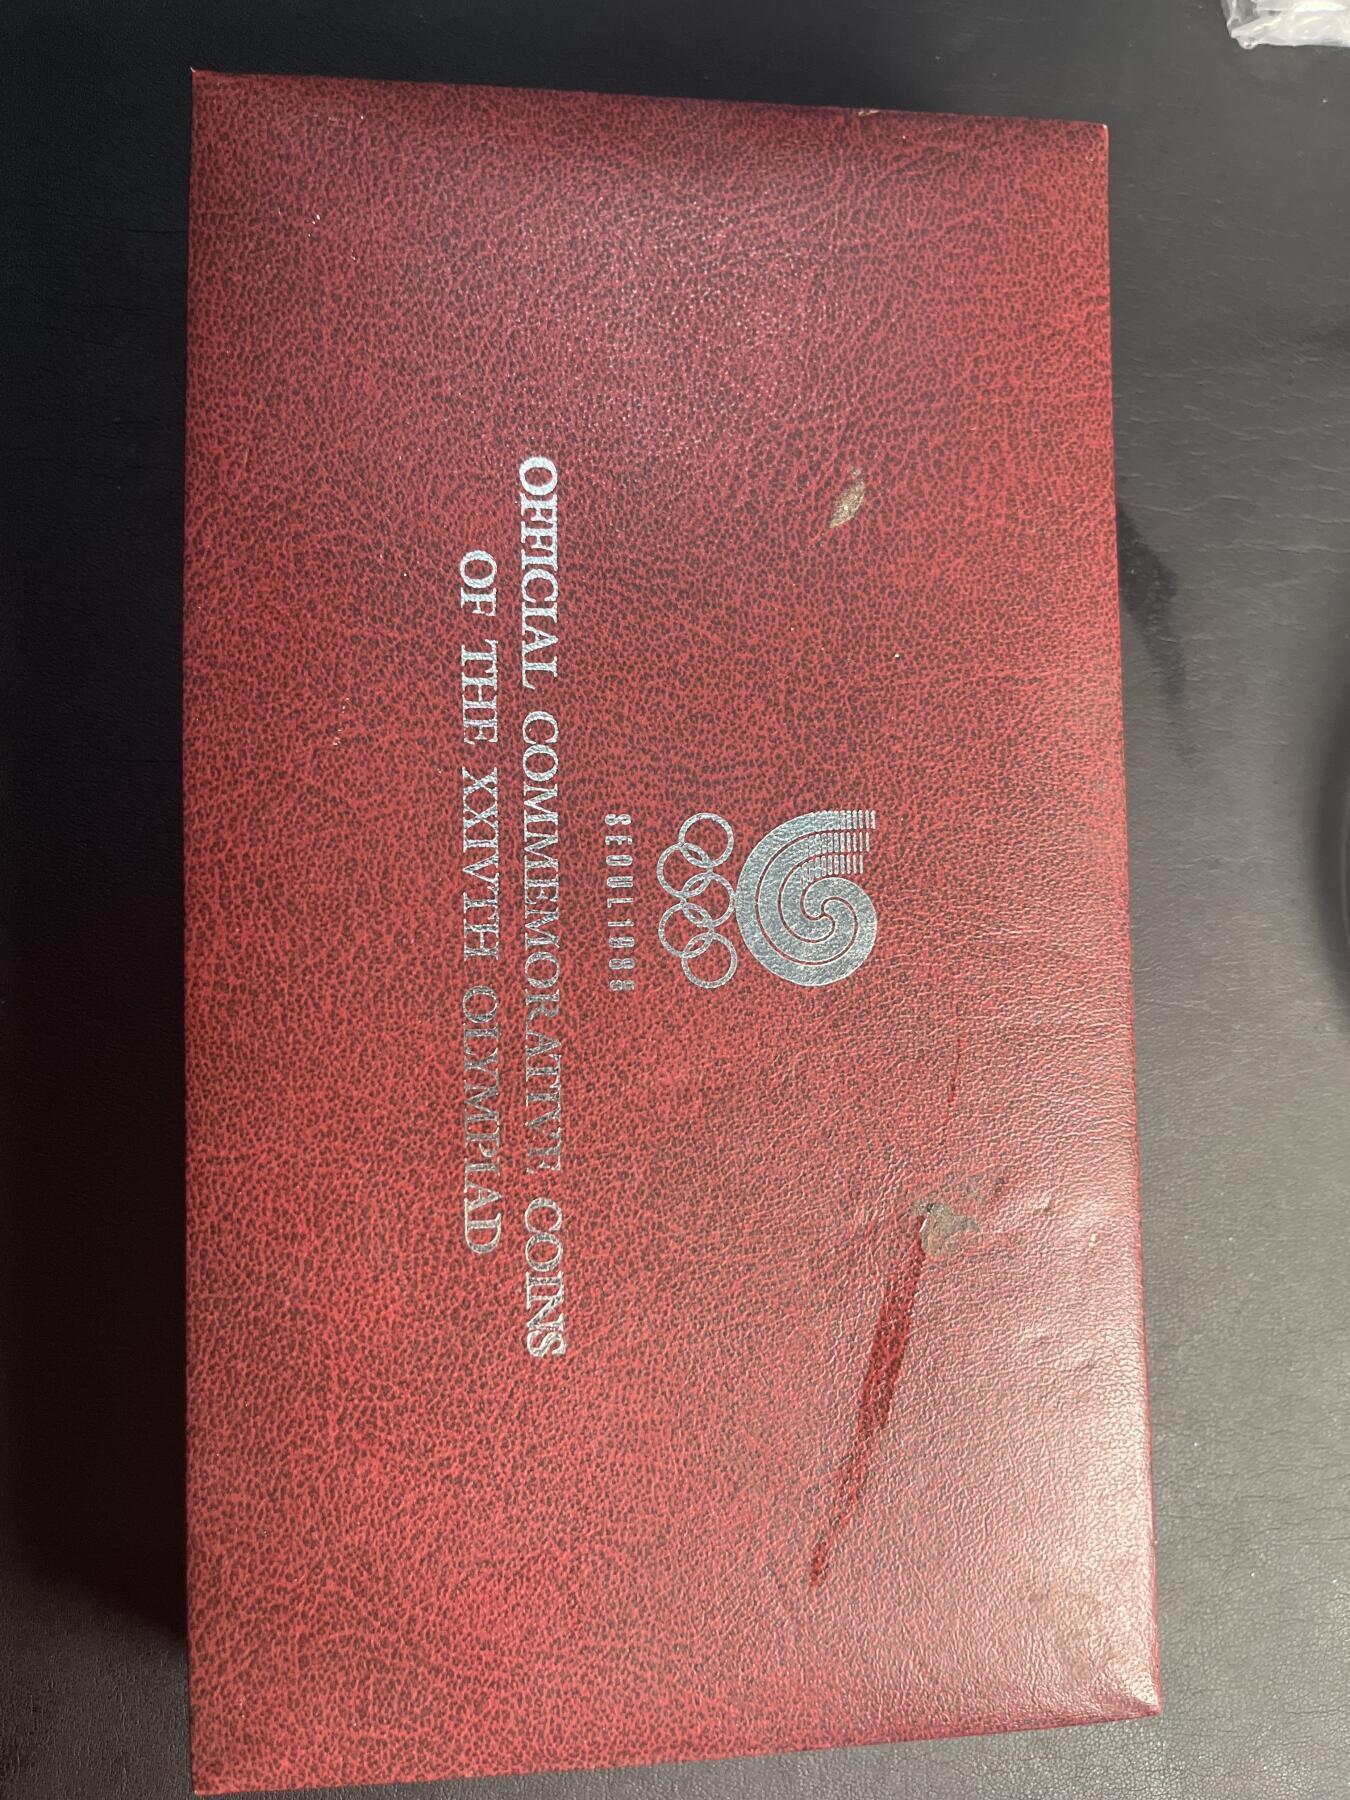 SEOUL 1988
OFFICIAL COMMEMORATIVE COINS
OF THE XXIVTH OLYMPIAD